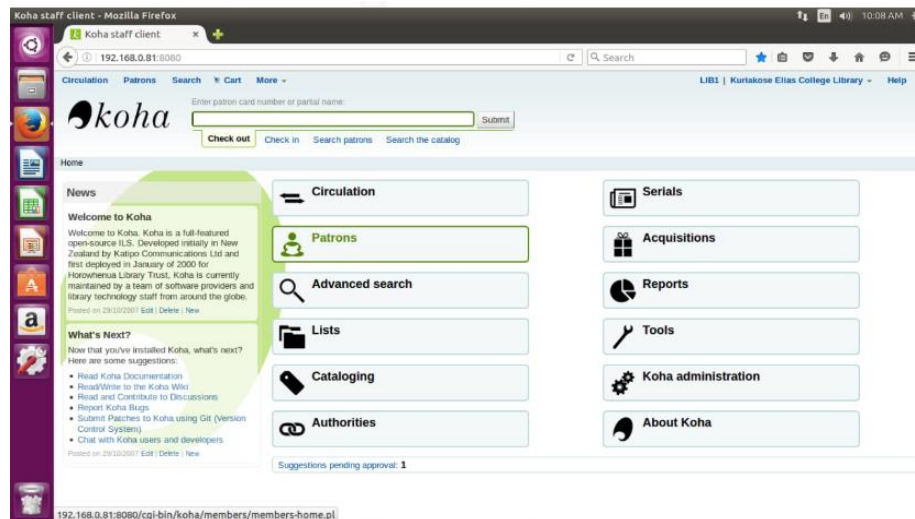 Koha staff client - Mozilla Firefox
En 10:08 AM
Koha staff client
192.168.0.81:8080
Search
Circulation Patrons Search Cart More
LIB1 | Kuriakose Elias College Library Help
koha
Enter patron card number or partial name:
Submit
Check out Check in Search patrons Search the catalog
Home
News
Welcome to Koha
Welcome to Koha. Koha is a full-featured
open-source ILS. Developed initially in New
Zealand by Katipo Communications Ltd and
first deployed in January of 2000 for
Horowhenua Library Trust, Koha is currently
maintained by a team of software providers and
library technology staff from around the globe.
Posted on 29/10/2007 Edit | Delete | New
What's Next?
Now that you've installed Koha, what's next?
Here are some suggestions:
Read Koha Documentation
Read/Write to the Koha Wiki
Read and Contribute to Discussions
Report Koha Bugs
Submit Patches to Koha using Git (Version
Control System)
Chat with Koha users and developers
Posted on 29/10/2007 Edit | Delete | New
Circulation
Patrons
Advanced search
Lists
Cataloging
Authorities
Serials
Acquisitions
Reports
Tools
Koha administration
About Koha
Suggestions pending approval: 1
192.168.0.81:8080/cgi-bin/koha/members/members-home.pl